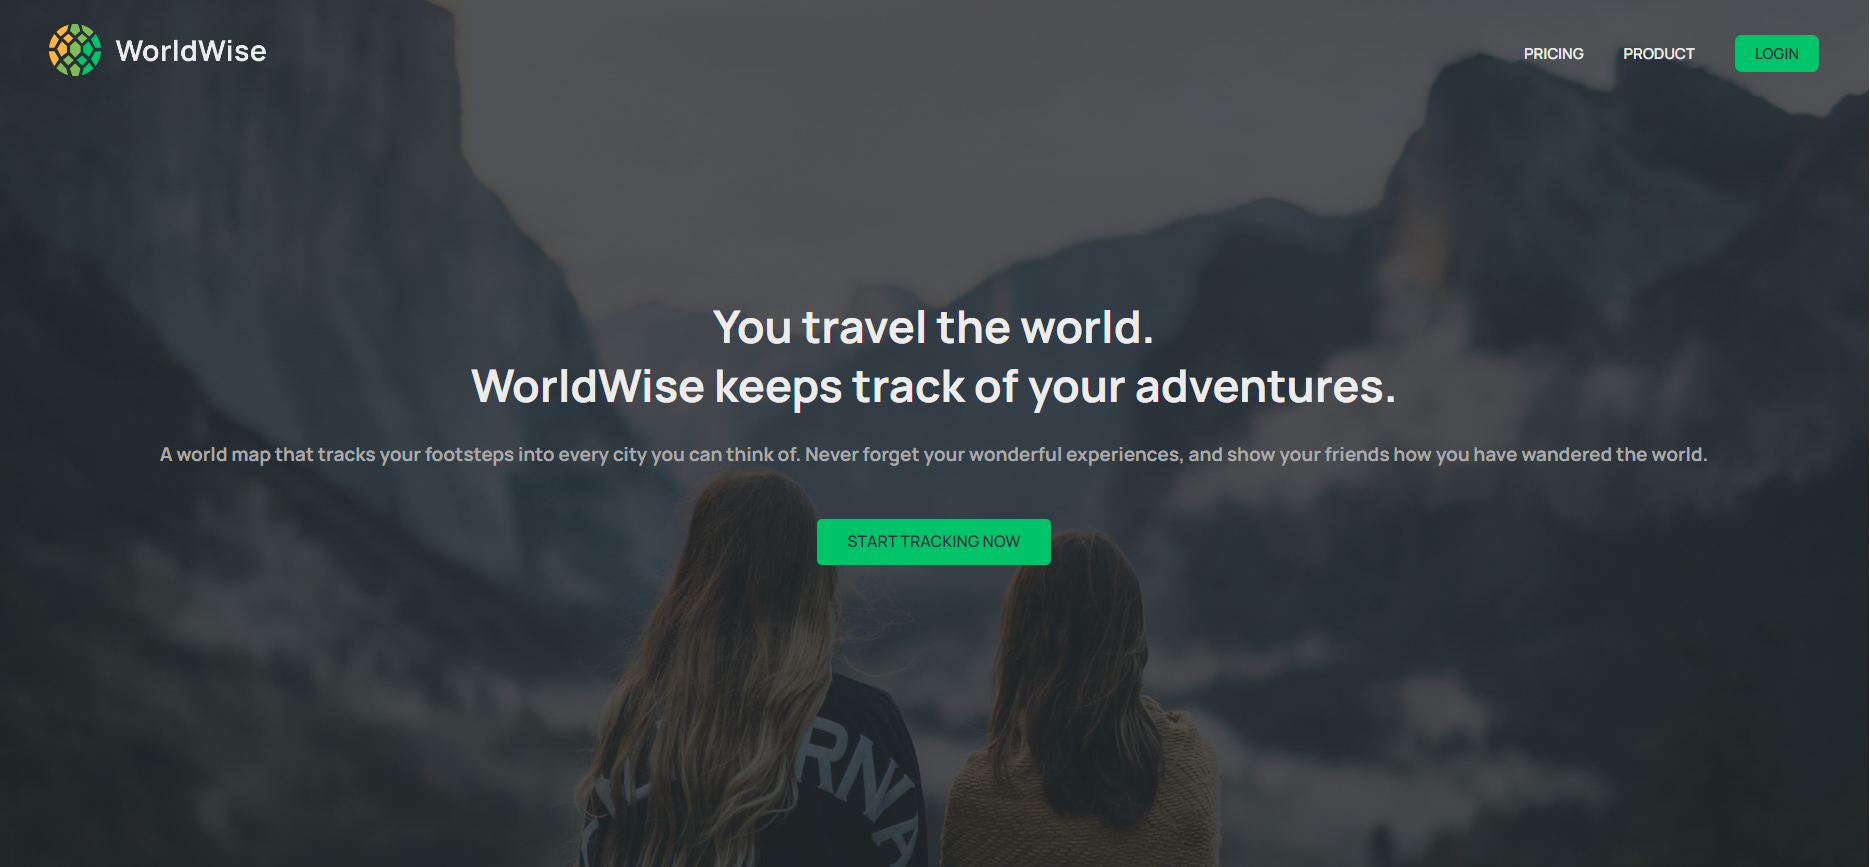 WorldWise
PRICING
PRODUCT
LOGIN
You travel the world.
WorldWise keeps track of your adventures.
A world map that tracks your footsteps into every city you can think of. Never forget your wonderful experiences, and show your friends how you have wandered the world.
START TRACKING NOW